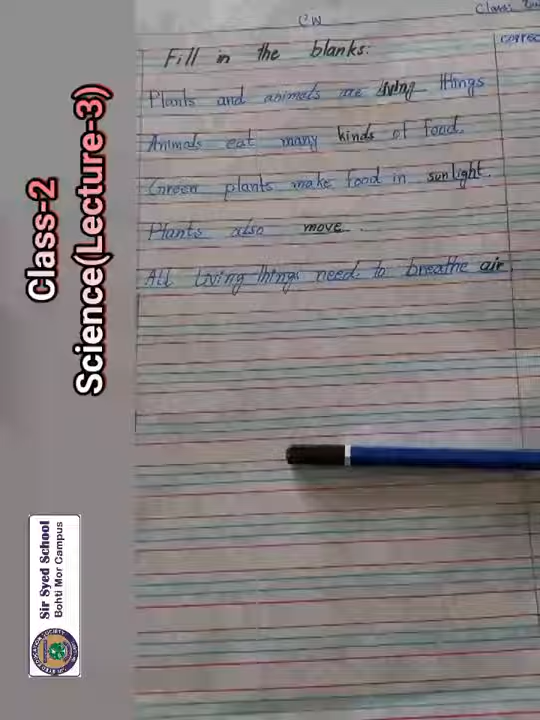 CW
Class: 
correc
Fill in the blanks:
Plants and animals are living things
Animals eat many kinds of food.
Green plants make food in sunlight.
Plants also move.
All Living things need to breathe air
Class-2
Science(Lecture-3)
Sir Syed School
Bohti Mor Campus